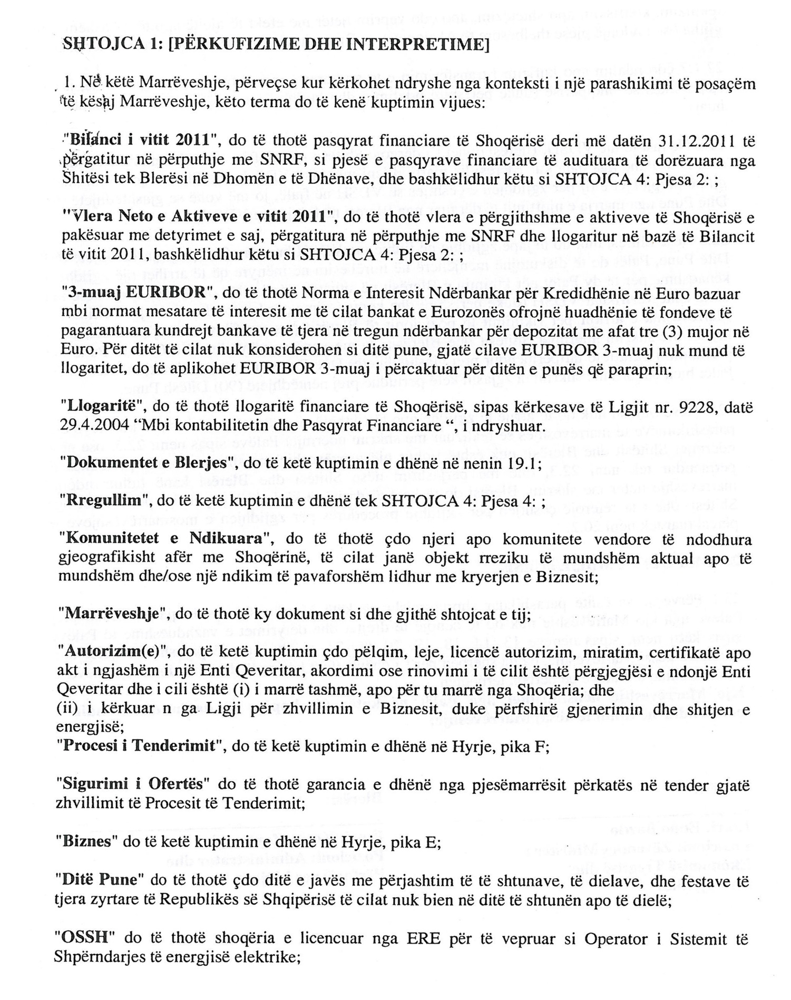 SHTOJCA 1: [PËRKUFIZIME DHE INTERPRETIME]
1. Në këtë Marrëveshje, përveçse kur kërkohet ndryshe nga konteksti i një parashikimi të posaçëm
të kësaj Marrëveshje, këto terma do të kenë kuptimin vijues:
"Bilanci i vitit 2011", do të thotë pasqyrat financiare të Shoqërisë deri më datën 31.12.2011 të
përgatitur në përputhje me SNRF, si pjesë e pasqyrave financiare të audituara të dorëzuara nga
Shitësi tek Blerësi në Dhomën e të Dhënave, dhe bashkëlidhur këtu si SHTOJCA 4: Pjesa 2: ;
"Vlera Neto e Aktiveve e vitit 2011", do të thotë vlera e përgjithshme e aktiveve të Shoqërisë e
pakësuar me detyrimet e saj, përgatitura në përputhje me SNRF dhe llogaritur në bazë të Bilancit
të vitit 2011 , bashkëlidhur këtu si SHTOJCA 4: Pjesa 2: ;
"3-muaj EURIBOR", do të thotë Norma e Interesit Ndërbankar për Kredidhënie në Euro bazuar
mbi normat mesatare të interesit me të cilat bankat e Eurozonës ofrojnë huadhënie të fondeve të
pagarantuara kundrejt bankave të tjera në tregun ndërbankar për depozitat me afat tre (3) mujor në
Euro. Për ditët të cilat nuk konsiderohen si ditë pune, gjatë cilave EURIBOR 3-muaj nuk mund të
llogaritet, do të aplikohet EURIBOR 3-muaj i përcaktuar për ditën e punës që paraprin;
"Llogaritë", do të thotë llogaritë financiare të Shoqërisë, sipas kërkesave të Ligjit nr. 9228, datë
29.4.2004 “Mbi kontabilitetin dhe Pasqyrat Financiare “, i ndryshuar.
"Dokumentet e Blerjes", do të ketë kuptimin e dhënë në nenin 19.1;
"Rregullim", do të ketë kuptimin e dhënë tek SHTOJCA 4: Pjesa 4: ;
"Komunitetet e Ndikuara", do të thotë çdo njeri apo komunitete vendore të ndodhura
gjeografikisht afër me Shoqërinë, të cilat janë objekt rreziku të mundshëm aktual apo të
mundshëm dhe/ose një ndikim të pavaforshëm lidhur me kryerjen e Biznesit;
"Marrëveshje", do të thotë ky dokument si dhe gjithë shtojcat e tij;
"Autorizim(e)", do të ketë kuptimin çdo pëlqim, leje, licencë autorizim, miratim, certifikatë apo
akt i ngjashëm i një Enti Qeveritar, akordimi ose rinovimi i të cilit është përgjegjësi e ndonjë Enti
Qeveritar dhe i cili është (i) i marrë tashmë, apo për tu marrë nga Shoqëria; dhe
(ii) i kërkuar n ga Ligji për zhvillimin e Biznesit, duke përfshirë gjenerimin dhe shitjen e
energjisë;
"Procesi i Tenderimit", do të ketë kuptimin e dhënë në Hyrje, pika F;
"Sigurimi i Ofertës" do të thotë garancia e dhënë nga pjesëmarrësit përkatës në tender gjatë
zhvillimit të Procesit të Tenderimit;
"Biznes" do të ketë kuptimin e dhënë në Hyrje, pika E;
"Ditë Pune" do të thotë çdo ditë e javës me përjashtim të të shtunave, të dielave, dhe festave të
tjera zyrtare të Republikës së Shqipërisë të cilat nuk bien në ditë të shtunën apo të dielë;
"OSSH" do të thotë shoqëria e licencuar nga ERE për të vepruar si Operator i Sistemit të
Shpërndarjes të energjisë elektrike;